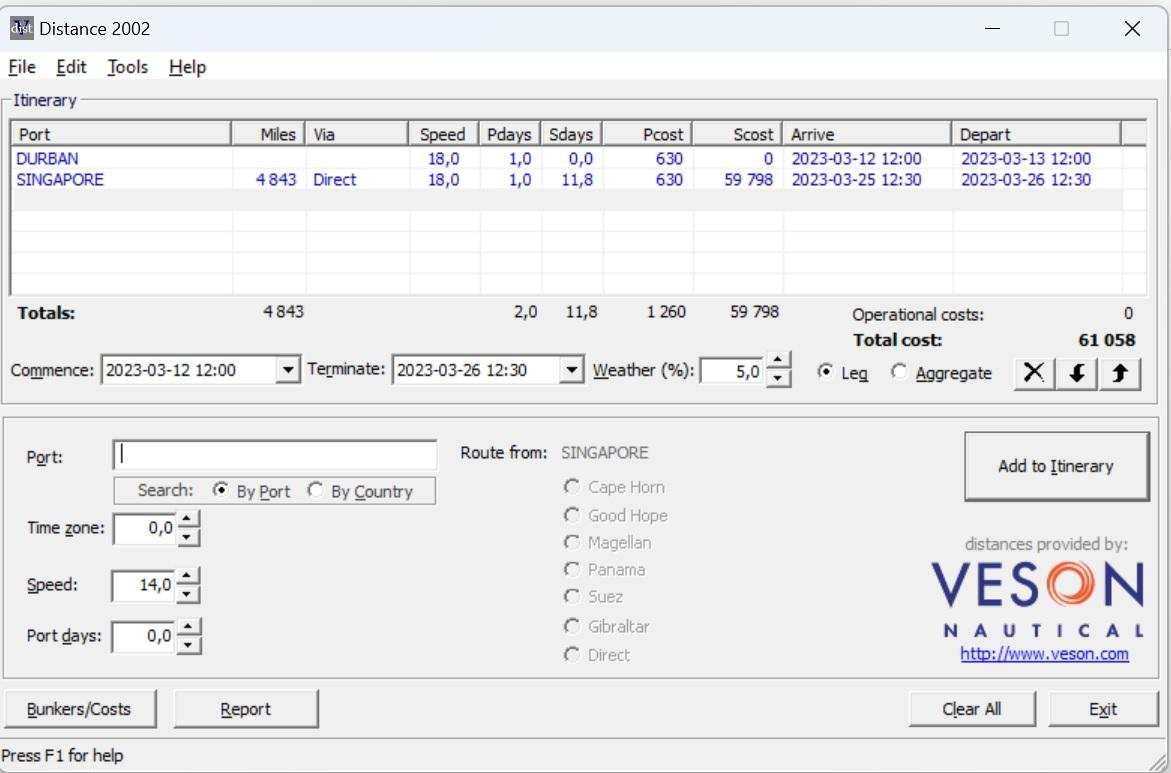 dist Distance 2002
File Edit Tools Help
Itinerary
Port Miles Via Speed Pdays Sdays Pcost Scost Arrive Depart
DURBAN 18,0 1,0 0,0 630 0 2023-03-12 12:00 2023-03-13 12:00
SINGAPORE 4 843 Direct 18,0 1,0 11,8 630 59 798 2023-03-25 12:30 2023-03-26 12:30
Totals: 4 843 2,0 11,8 1 260 59 798 Operational costs: 0
Total cost: 61 058
Commence: 2023-03-12 12:00 Terminate: 2023-03-26 12:30 Weather (%): 5,0 Leg Aggregate
Port: Route from: SINGAPORE
Add to Itinerary
Search: By Port By Country
Cape Horn
Good Hope
Time zone: 0,0
Magellan
distances provided by:
Panama
VESON
Speed: 14,0
Suez
Port days: 0,0
Gibraltar
NAUTICAL
Direct
http://www.veson.com
Bunkers/Costs Report Clear All Exit
Press F1 for help